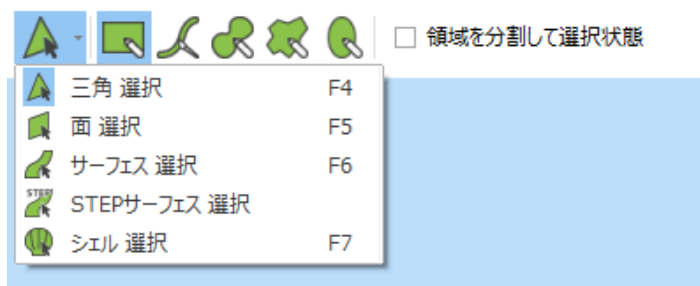 領域を分割して選択状態
三角 選択 F4
面 選択 F5
サーフェス 選択 F6
STEPサーフェス 選択
シェル 選択 F7